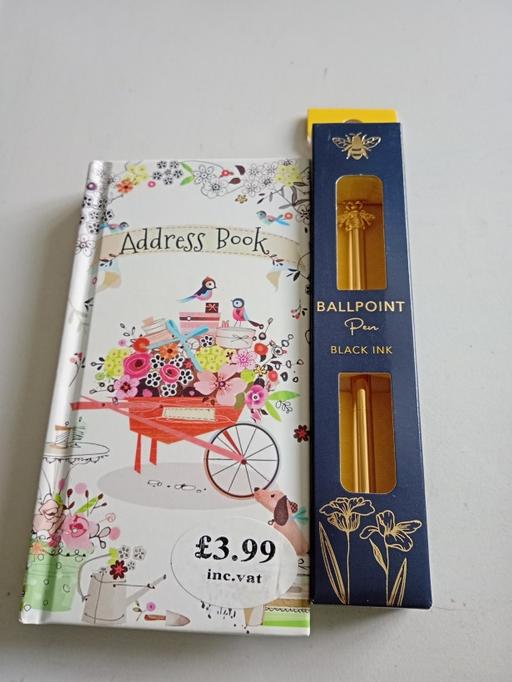 Address Book
£3.99
inc.vat
BALLPOINT
Pen
BLACK INK